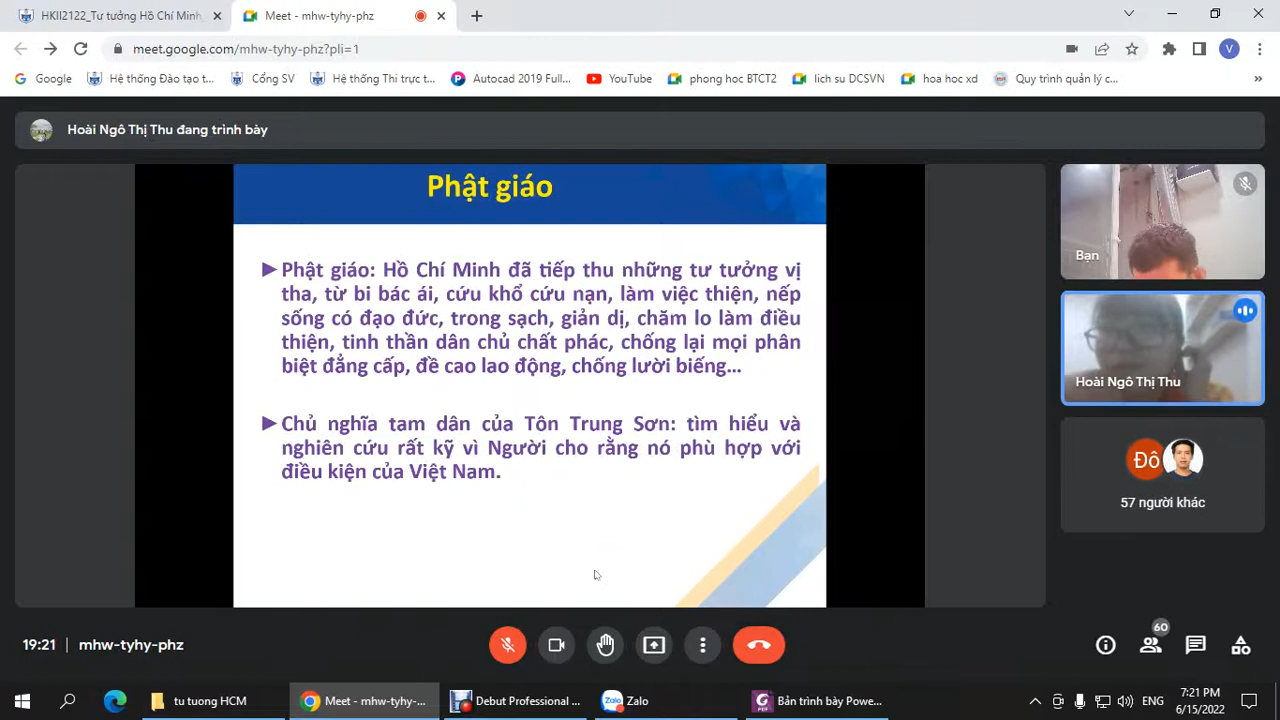 HKII2122_Tư tưởng Hồ Chí Minh
Meet - mhw-tyhy-phz
meet.google.com/mhw-tyhy-phz?pli=1
V
Google
Hệ thống Đào tạo t...
Cổng SV
Hệ thống Thi trực t...
Autocad 2019 Full...
YouTube
phong học BTCT2
lich su DCSVN
hoa hoc xd
Quy trình quản lý c...
»
Hoài Ngô Thị Thu đang trình bày
Phật giáo
Phật giáo: Hồ Chí Minh đã tiếp thu những tư tưởng vị
tha, từ bi bác ái, cứu khổ cứu nạn, làm việc thiện, nếp
sống có đạo đức, trong sạch, giản dị, chăm lo làm điều
thiện, tinh thần dân chủ chất phác, chống lại mọi phân
biệt đẳng cấp, đề cao lao động, chống lười biếng...
Chủ nghĩa tam dân của Tôn Trung Sơn: tìm hiểu và
nghiên cứu rất kỹ vì Người cho rằng nó phù hợp với
điều kiện của Việt Nam.
Bạn
Hoài Ngô Thị Thu
Đô
57 người khác
19:21 | mhw-tyhy-phz
60
tu tuong HCM
Meet - mhw-tyhy-...
Debut Professional ...
Zalo
Zalo
PDF
Bản trình bày Powe...
ENG
7:21 PM
6/15/2022